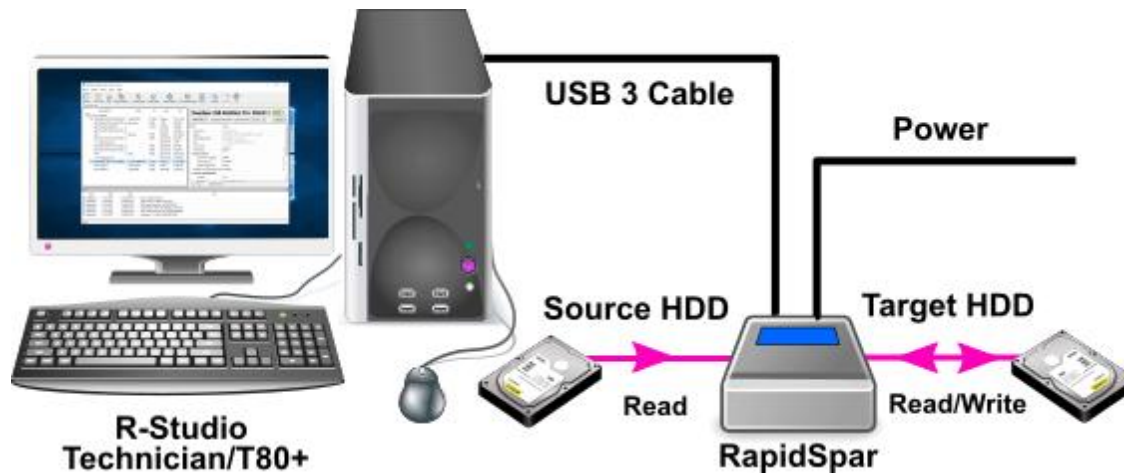 USB 3 Cable
Power
Source HDD
Target HDD
Read
Read/Write
R-Studio
Technician/T80+
RapidSpar